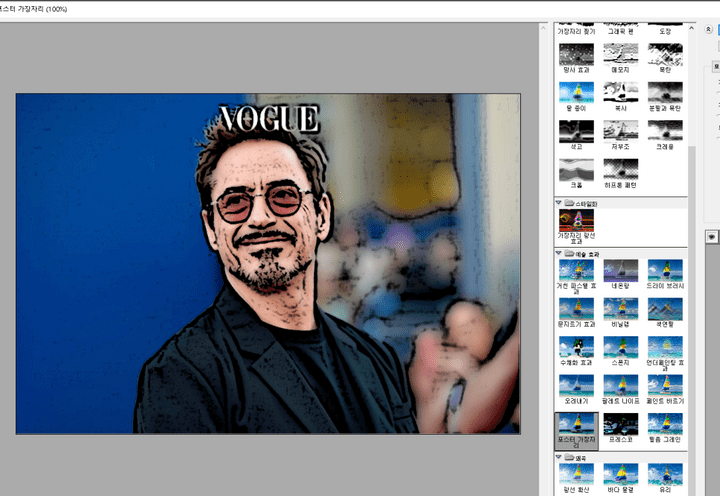 포스터 가장자리 (100%)
VOGUE
가장자리 찢기
그래픽 펜
도장
망사 효과
메모지
목탄
물 종이
복사
분필과 목탄
석고
저부조
크레용
크롬
하프톤 패턴
스타일화
가장자리 광선
효과
예술 효과
거친 파스텔 효
과
네온광
드라이 브러시
문지르기 효과
비닐랩
색연필
수채화 효과
스폰지
언더페인팅 효
과
오려내기
팔레트 나이프
페인트 바르기
포스터 가장자
리
프레스코
필름 그레인
왜곡
광선 확산
바다 물결
유리